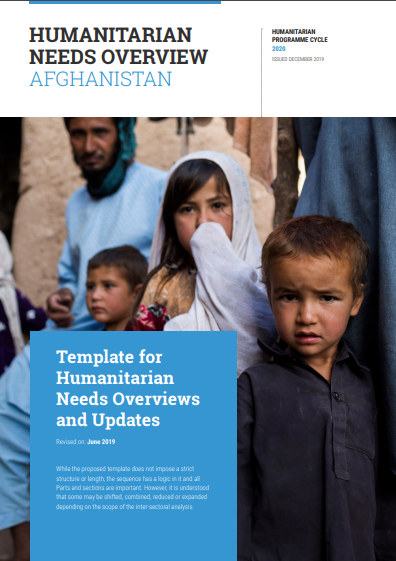 HUMANITARIAN
NEEDS OVERVIEW
AFGHANISTAN
HUMANITARIAN
PROGRAMME CYCLE
2020
ISSUED DECEMBER 2019
Template for
Humanitarian
Needs Overviews
and Updates
Revised on: June 2019
While the proposed template does not impose a strict
structure or length, the sequence has a logic in it and all
Parts and sections are important. However, it is understood
that some may be shifted, combined, reduced or expanded
depending on the scope of the inter-sectoral analysis.